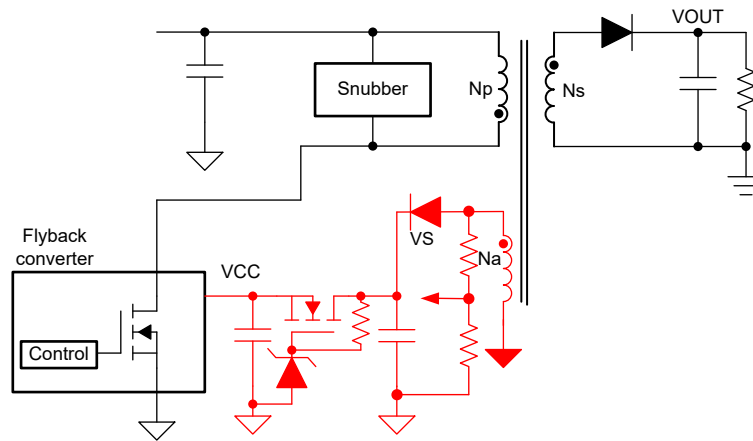 VOUT
Snubber
Np
Ns
VS
Na
Flyback
converter
VCC
Control